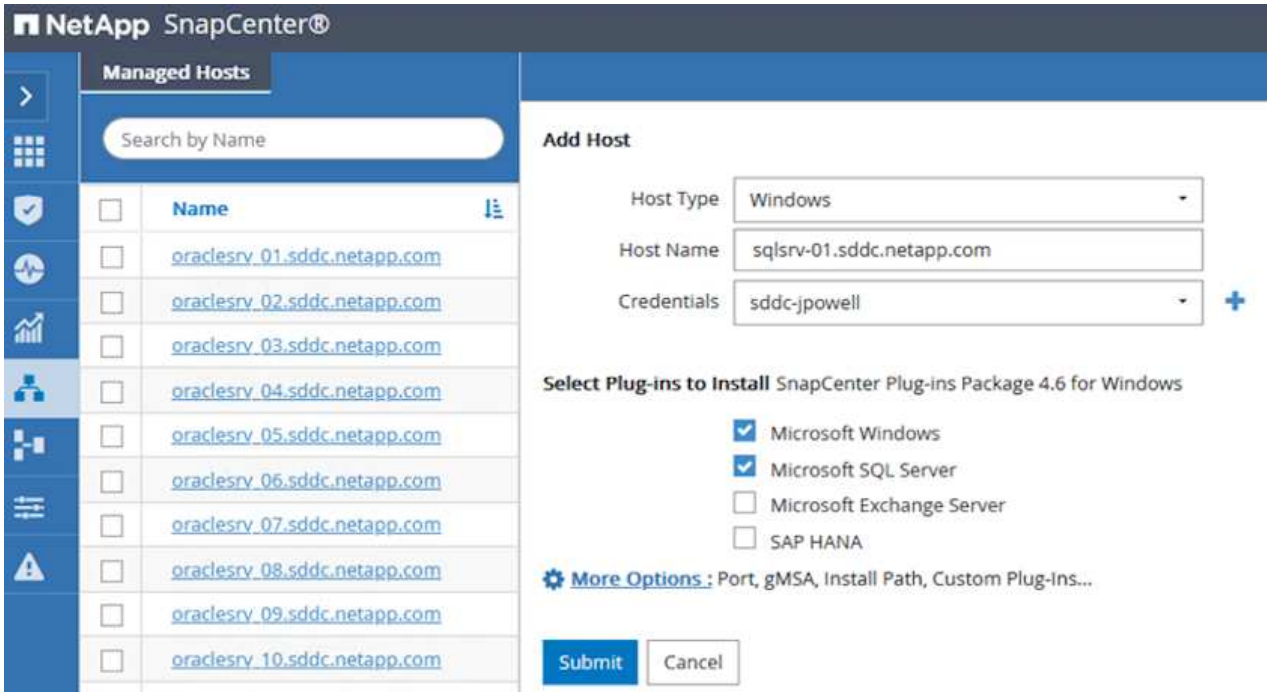 NetApp SnapCenter®
Managed Hosts
Search by Name
Name
oraclesrv_01.sddc.netapp.com
oraclesrv_02.sddc.netapp.com
oraclesrv_03.sddc.netapp.com
oraclesrv_04.sddc.netapp.com
oraclesrv_05.sddc.netapp.com
oraclesrv_06.sddc.netapp.com
oraclesrv_07.sddc.netapp.com
oraclesrv_08.sddc.netapp.com
oraclesrv_09.sddc.netapp.com
oraclesrv_10.sddc.netapp.com
Add Host
Host Type Windows
Host Name sqlsrv-01.sddc.netapp.com
Credentials sddc-jpowell
Select Plug-ins to Install SnapCenter Plug-ins Package 4.6 for Windows
Microsoft Windows
Microsoft SQL Server
Microsoft Exchange Server
SAP HANA
More Options : Port, gMSA, Install Path, Custom Plug-Ins...
Submit Cancel